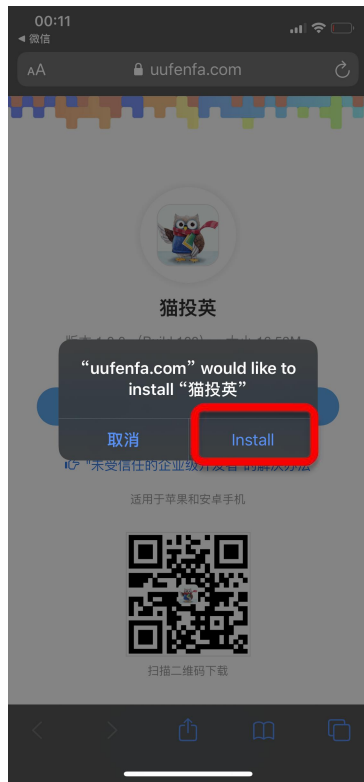 00:11
微信
AA uufenfa.com
猫投英
“uufenfa.com” would like to
install “猫投英”
取消 Install
"未受信任的企业级开发者"的解决办法
适用于苹果和安卓手机
扫描二维码下载